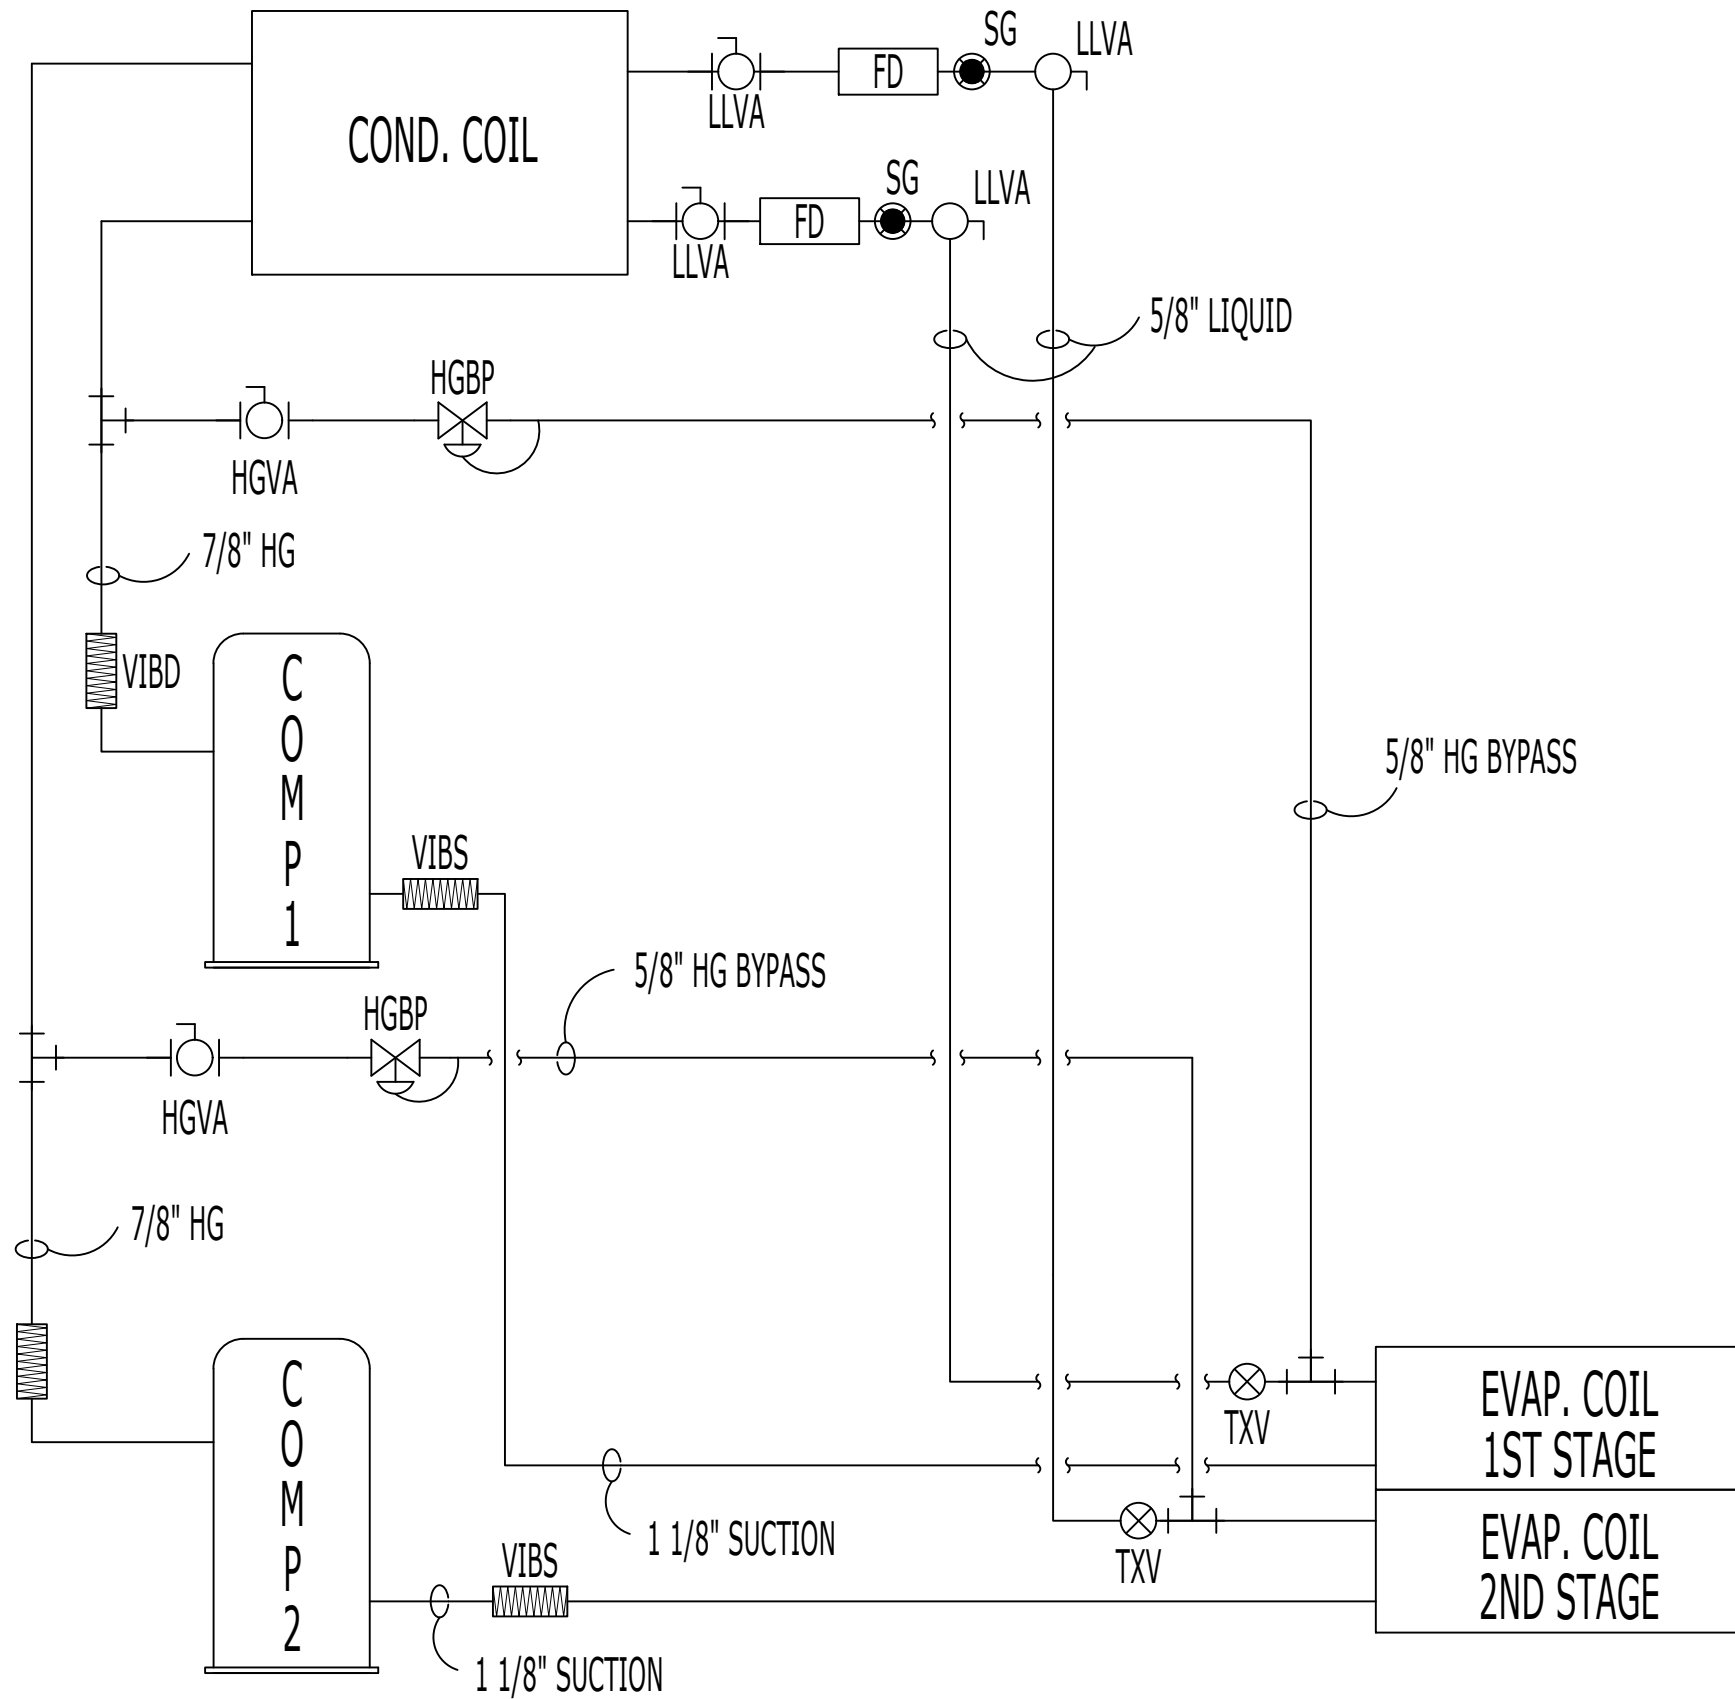 SG
LLVA
FD
LLVA
COND. COIL
SG
LLVA
FD
LLVA
5/8" LIQUID
HGBP
HGVA
7/8" HG
VIBD
COMP 1
5/8" HG BYPASS
VIBS
5/8" HG BYPASS
HGBP
HGVA
7/8" HG
COMP 2
EVAP. COIL
1ST STAGE
TXV
1 1/8" SUCTION
EVAP. COIL
2ND STAGE
TXV
VIBS
1 1/8" SUCTION